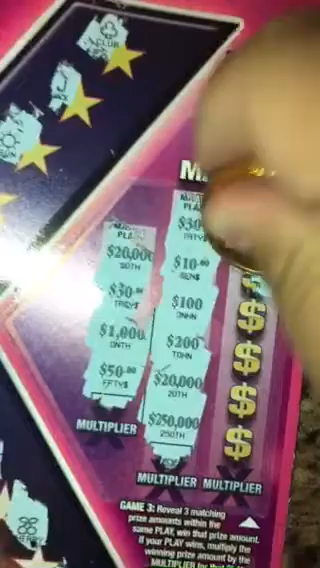 CLUB
$20,000
20TH
$30.00
TRTY$
$1,000
ONTH
$50.00
FFTY$
MULTIPLIER
$30
$10.00
TEN$
$100
ONHN
$200
TOHN
$20,000
20TH
$250,000
250TH
MULTIPLIER
$
$
$
$
MULTIPLIER
GAME 3: Reveal 3 matching
prize amounts within the
same PLAY, win that prize amount.
If your PLAY wins, multiply the
winning prize amount by the
MULTIPLIER for that